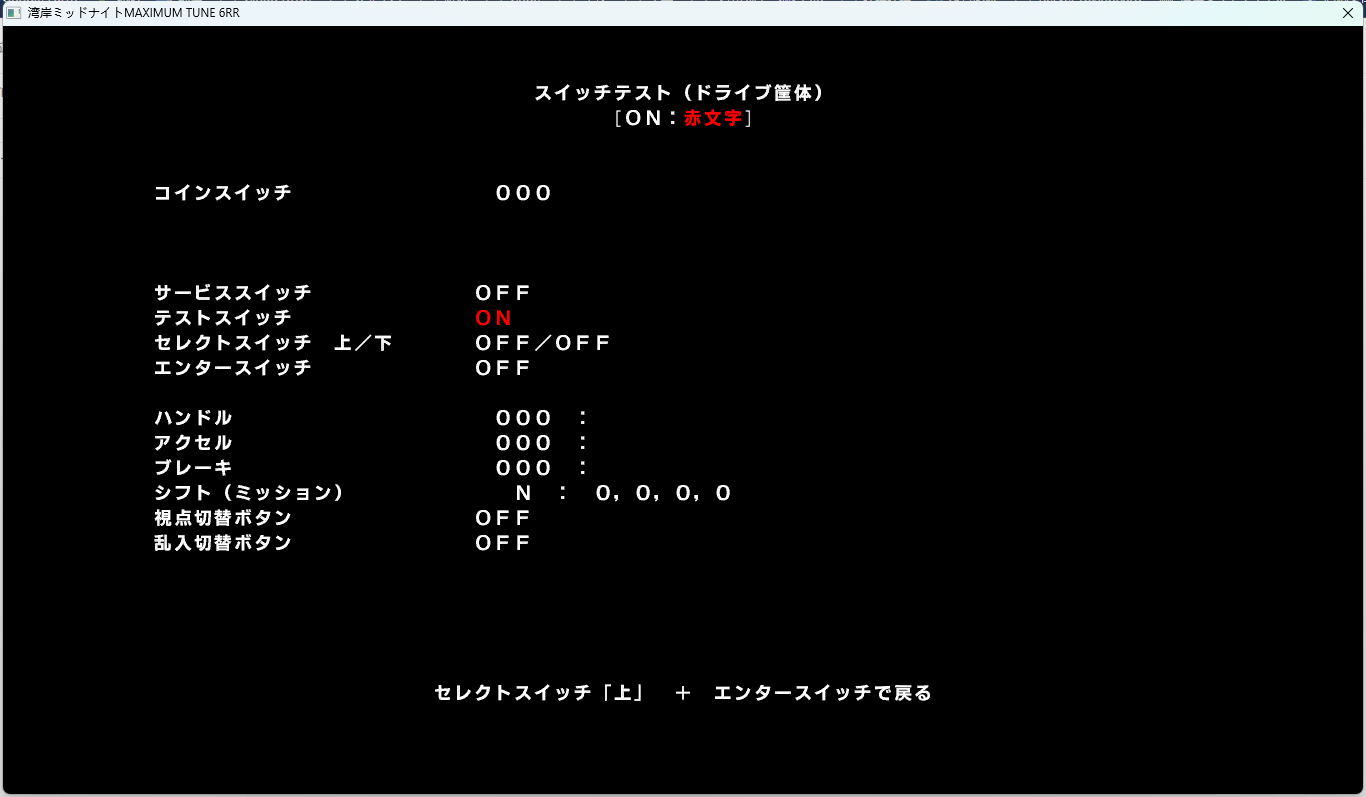 湾岸ミッドナイトMAXIMUM TUNE 6RR
スイッチテスト（ドライブ筐体）
［ＯＮ：赤文字］
コインスイッチ　０００
サービススイッチ　ＯＦＦ
テストスイッチ　ＯＮ
セレクトスイッチ　上／下　ＯＦＦ／ＯＦＦ
エンタースイッチ　ＯＦＦ
ハンドル　０００　：
アクセル　０００　：
ブレーキ　０００　：
シフト（ミッション）　Ｎ　：　０，０，０，０
視点切替ボタン　ＯＦＦ
乱入切替ボタン　ＯＦＦ
セレクトスイッチ「上」　＋　エンタースイッチで戻る